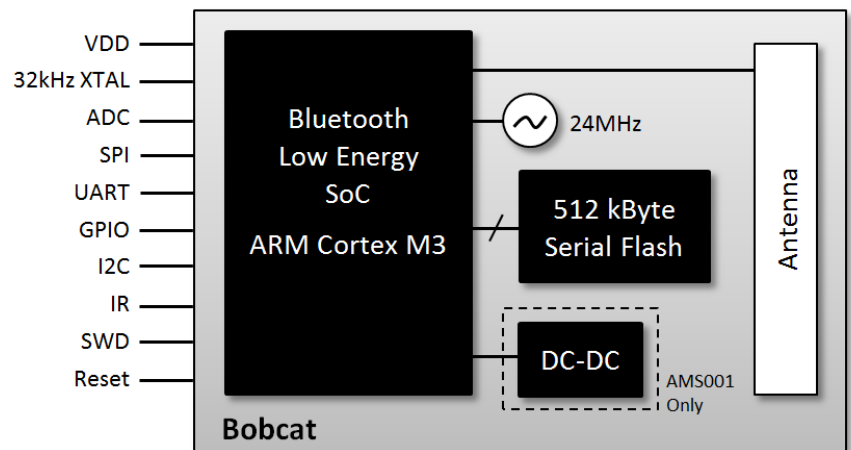 VDD
32kHz XTAL
ADC
SPI
UART
GPIO
I2C
IR
SWD
Reset
Bluetooth
Low Energy
SoC
ARM Cortex M3
24MHz
512 kByte
Serial Flash
DC-DC
AMS001
Only
Antenna
Bobcat